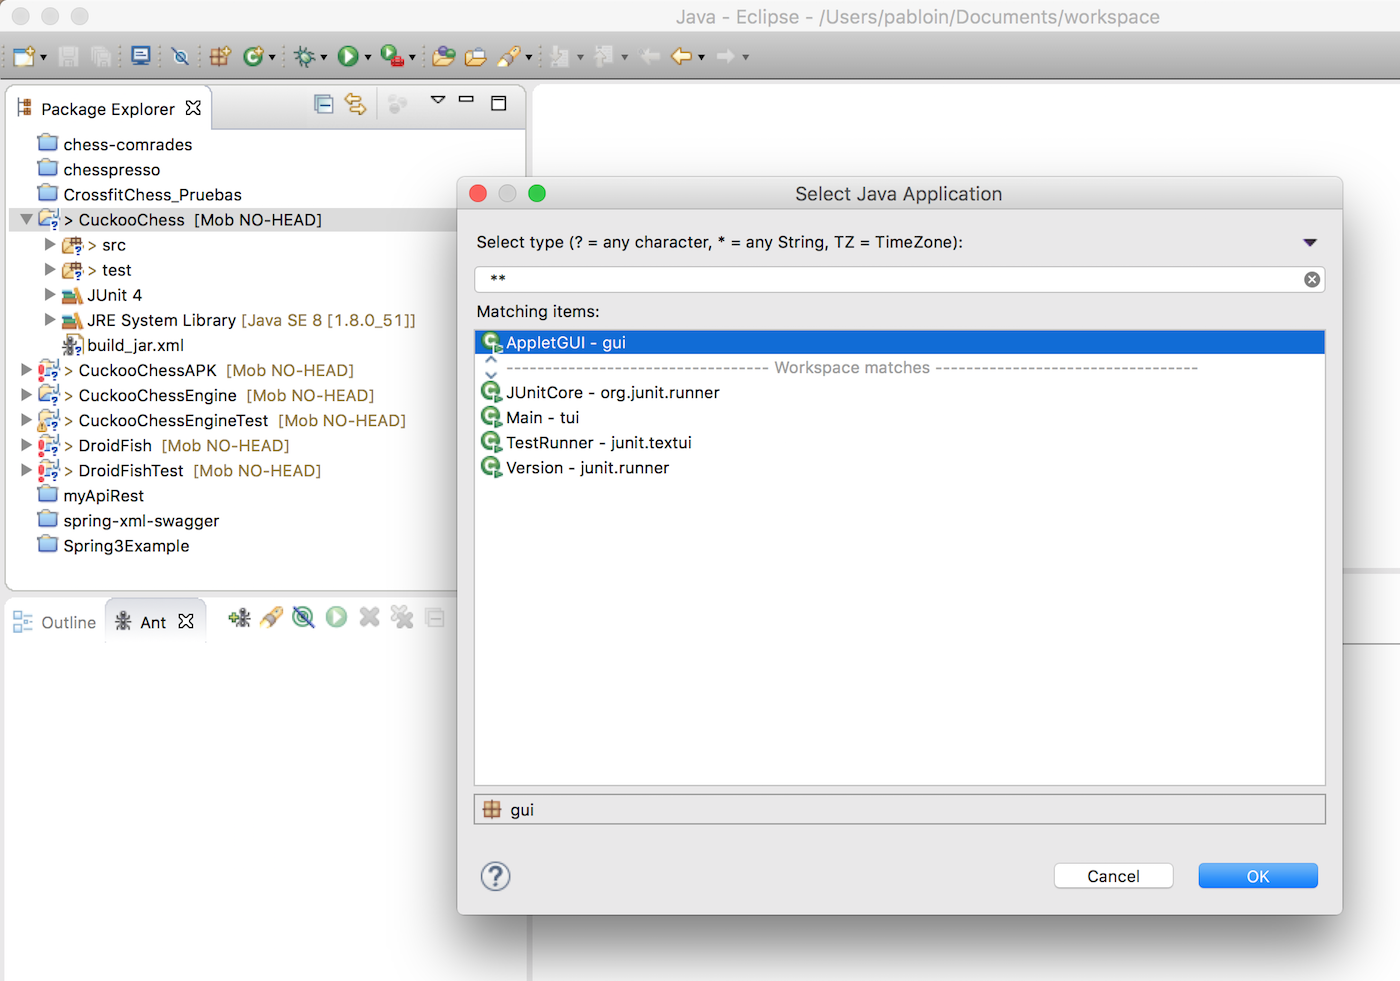 Java - Eclipse - /Users/pabloin/Documents/workspace
Package Explorer
chess-comrades
chesspresso
CrossfitChess_Pruebas
> CuckooChess [Mob NO-HEAD]
> src
> test
JUnit 4
JRE System Library [Java SE 8 [1.8.0_51]]
build_jar.xml
> CuckooChessAPK [Mob NO-HEAD]
> CuckooChessEngine [Mob NO-HEAD]
> CuckooChessEngineTest [Mob NO-HEAD]
> DroidFish [Mob NO-HEAD]
> DroidFishTest [Mob NO-HEAD]
myApiRest
spring-xml-swagger
Spring3Example
Outline
Ant
Select Java Application
Select type (? = any character, * = any String, TZ = TimeZone):
**
Matching items:
AppletGUI - gui
Workspace matches
JUnitCore - org.junit.runner
Main - tui
TestRunner - junit.textui
Version - junit.runner
gui
Cancel
OK